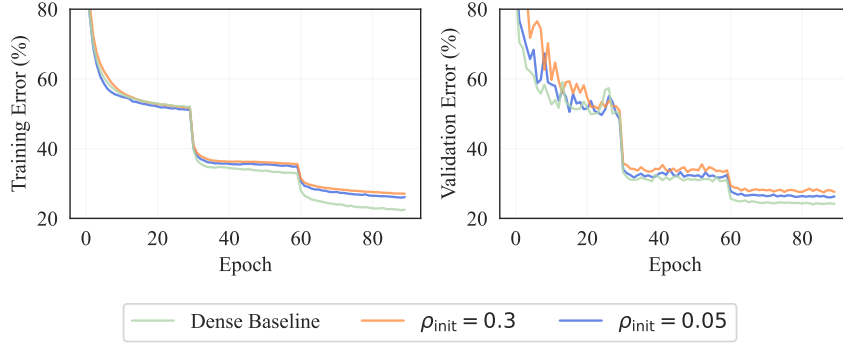 80
60
40
20
Training Error (%)
0 20 40 60 80
Epoch
80
60
40
20
Validation Error (%)
0 20 40 60 80
Epoch
Dense Baseline ρinit = 0.3 ρinit = 0.05